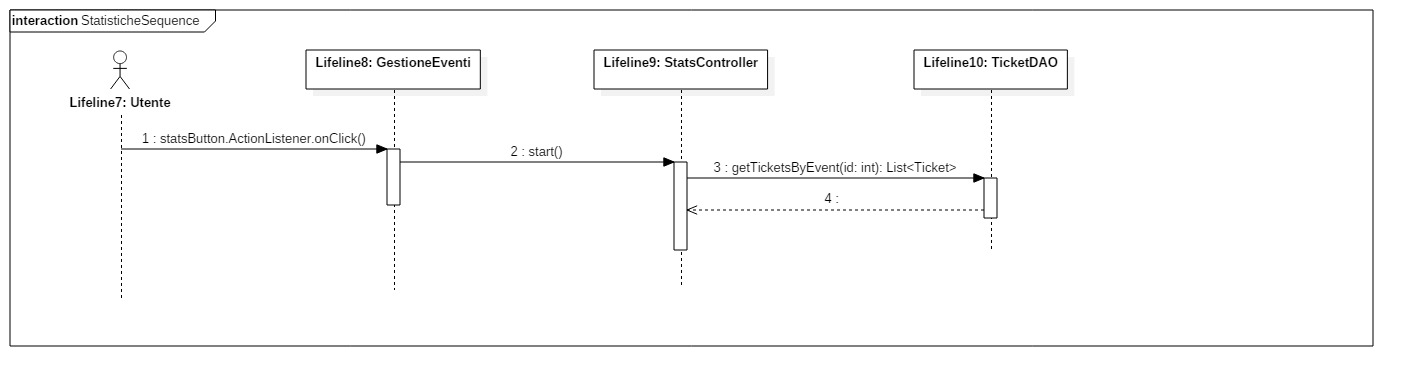 interaction StatisticheSequence
Lifeline8: GestioneEventi
Lifeline9: StatsController
Lifeline10: TicketDAO
Lifeline7: Utente
1 : statsButton.ActionListener.onClick()
2 : start()
3 : getTicketsByEvent(id: int): List<Ticket>
4 :